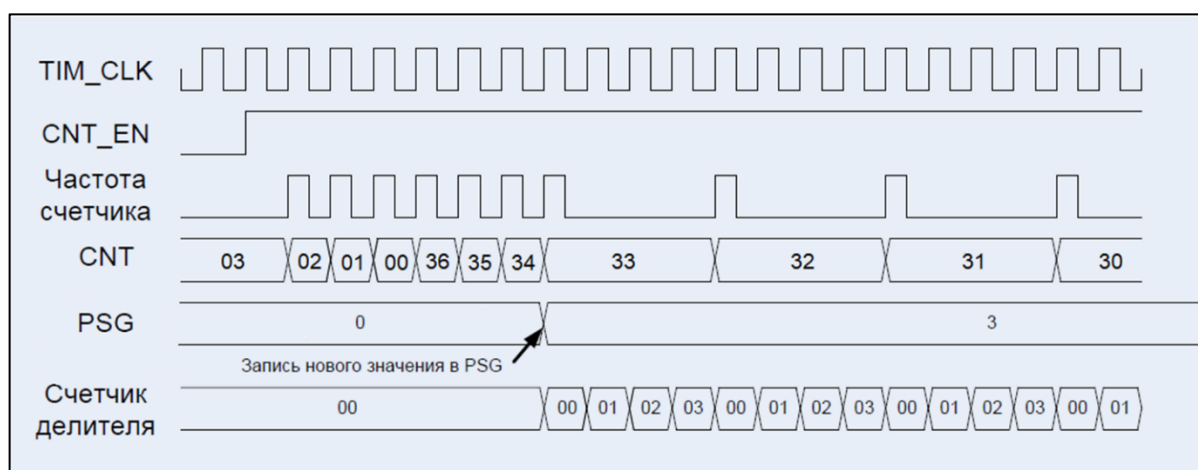 TIM_CLK
CNT_EN
Частота
счетчика
CNT 03 02 01 00 36 35 34 33 32 31 30
PSG 0 3
Запись нового значения в PSG
Счетчик
делителя
00 00 01 02 03 00 01 02 03 00 01 02 03 00 01